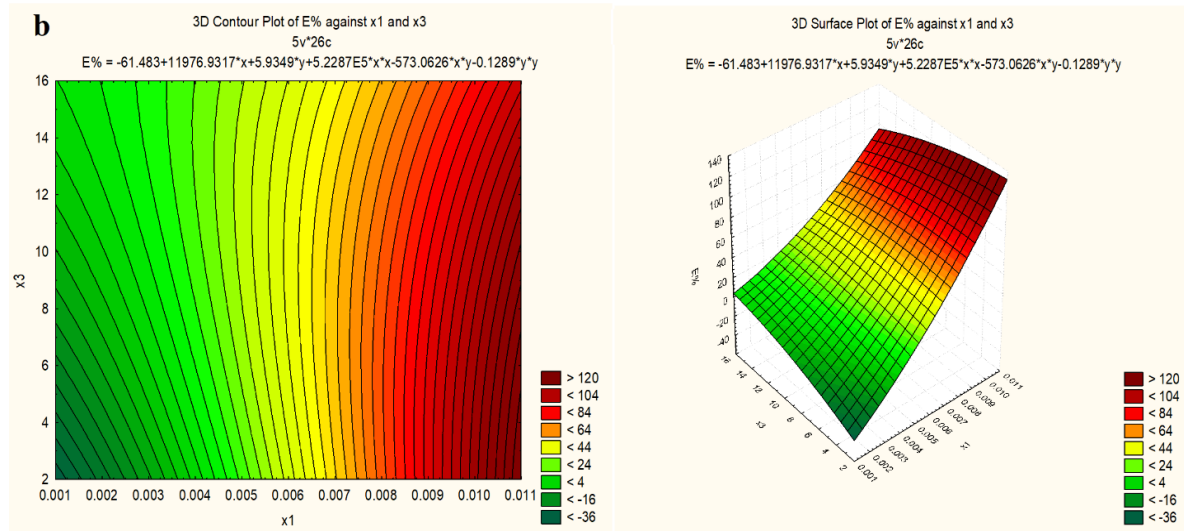 b
3D Contour Plot of E% against x1 and x3
5v*26c
E% = -61.483+11976.9317*x+5.9349*y+5.2287E5*x*x-573.0626*x*y-0.1289*y*y
16
14
12
10
8
6
4
2
x3
0.001 0.002 0.003 0.004 0.005 0.006 0.007 0.008 0.009 0.010 0.011
x1
> 120
< 104
< 84
< 64
< 44
< 24
< 4
< -16
< -36
3D Surface Plot of E% against x1 and x3
5v*26c
E% = -61.483+11976.9317*x+5.9349*y+5.2287E5*x*x-573.0626*x*y-0.1289*y*y
140
120
100
80
60
40
20
0
-20
-40
E%
16 14 12 10 8 6 4 2
x3
0.001 0.002 0.003 0.004 0.005 0.006 0.007 0.008 0.009 0.010 0.011
x1
> 120
< 104
< 84
< 64
< 44
< 24
< 4
< -16
< -36